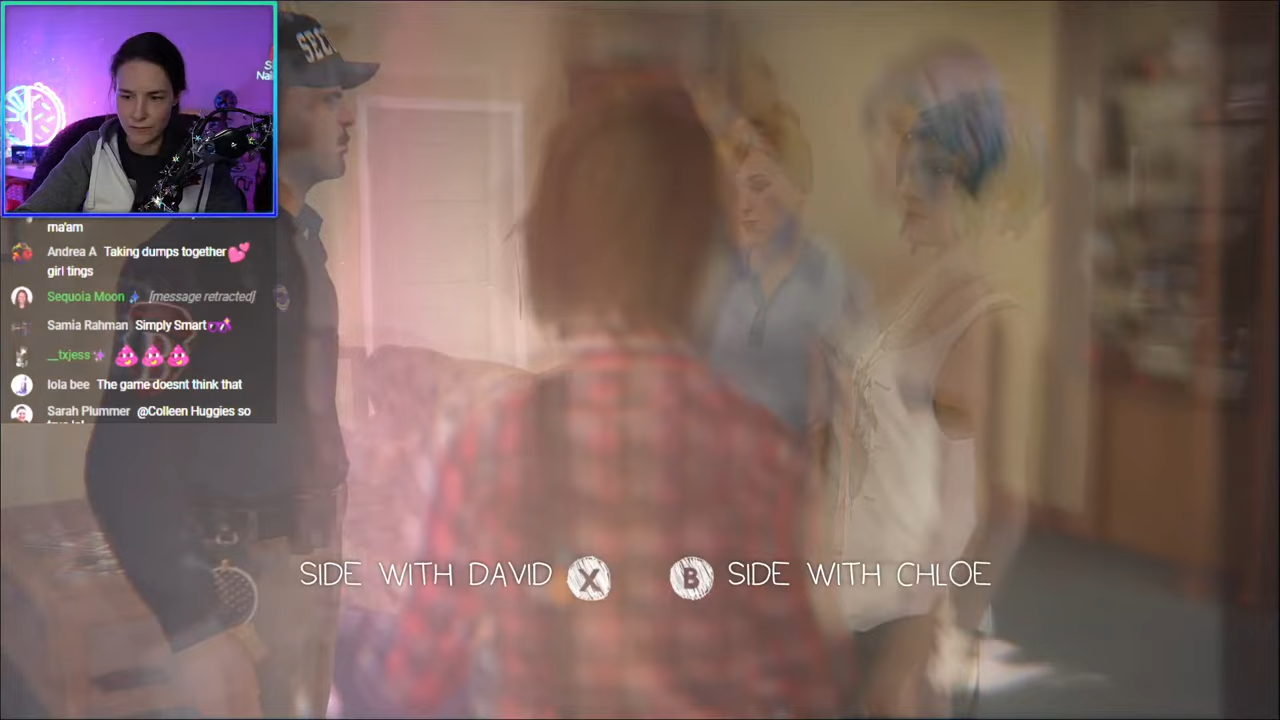 SEC
ma'am
Andrea A Taking dumps together
girl tings
Sequoia Moon [message retracted]
Samia Rahman Simply Smart
__txjess
lola bee The game doesnt think that
Sarah Plummer @Colleen Huggies so
SIDE WITH DAVID X B SIDE WITH CHLOE